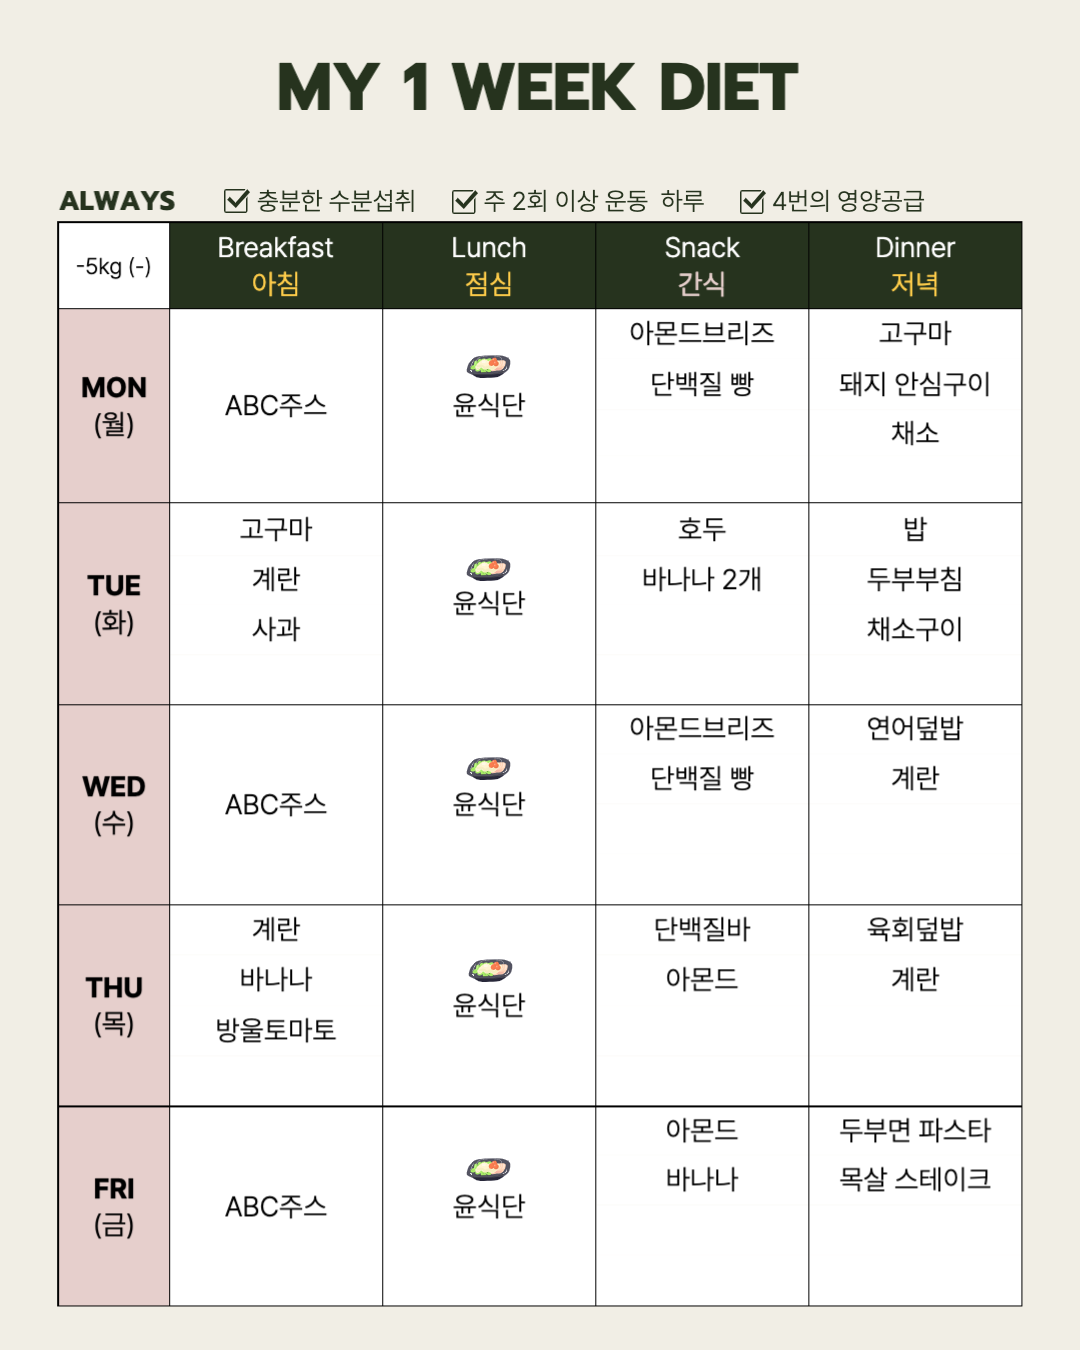 MY 1 WEEK DIET
ALWAYS 충분한 수분섭취 주 2회 이상 운동 하루 4번의 영양공급
-5kg (-) Breakfast Lunch Snack Dinner
아침 점심 간식 저녁
MON
(월)
ABC주스
윤식단
아몬드브리즈
단백질 빵
고구마
돼지 안심구이
채소
TUE
(화)
고구마
계란
사과
윤식단
호두
바나나 2개
밥
두부부침
채소구이
WED
(수)
ABC주스
윤식단
아몬드브리즈
단백질 빵
연어덮밥
계란
THU
(목)
계란
바나나
방울토마토
윤식단
단백질바
아몬드
육회덮밥
계란
FRI
(금)
ABC주스
윤식단
아몬드
바나나
두부면 파스타
목살 스테이크